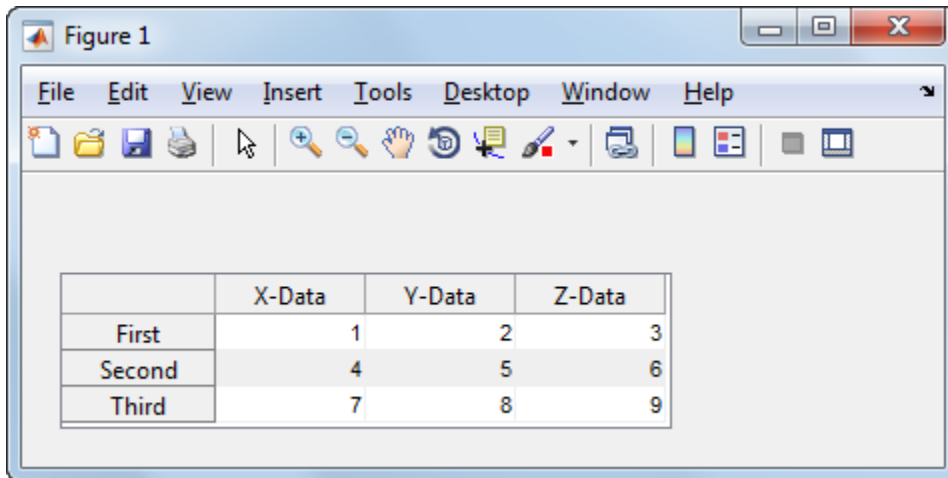 Figure 1
File Edit View Insert Tools Desktop Window Help
X-Data Y-Data Z-Data
First 1 2 3
Second 4 5 6
Third 7 8 9